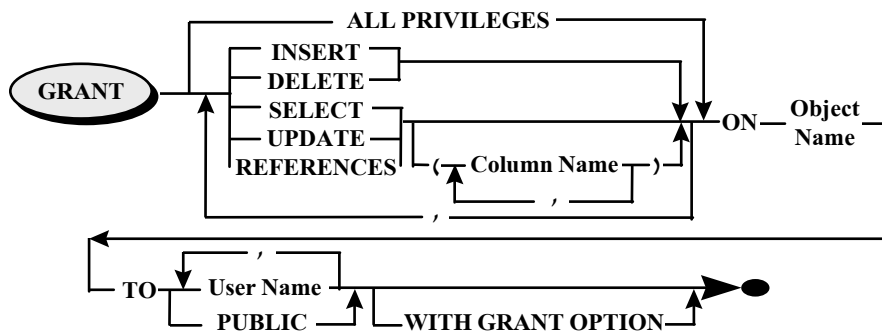 ALL PRIVILEGES
INSERT
DELETE
GRANT
SELECT
UPDATE
REFERENCES
( Column Name )
,
,
ON
Object
Name
TO
,
User Name
PUBLIC
WITH GRANT OPTION